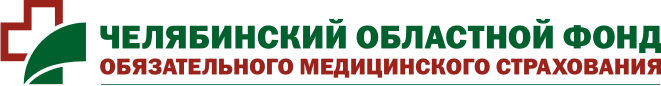 ЧЕЛЯБИНСКИЙ ОБЛАСТНОЙ ФОНД
ОБЯЗАТЕЛЬНОГО МЕДИЦИНСКОГО СТРАХОВАНИЯ